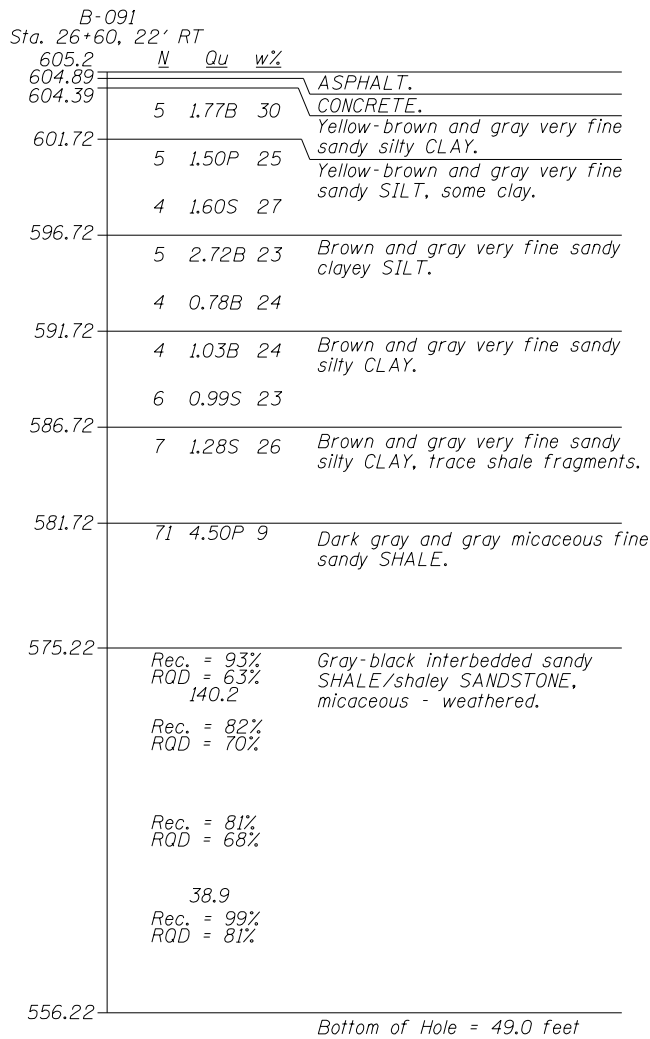 B-091
Sta. 26+60, 22' RT
605.2 N Qu w%
604.89 ASPHALT.
604.39 CONCRETE.
5 1.77B 30 Yellow-brown and gray very fine
sandy silty CLAY.
601.72
5 1.50P 25 Yellow-brown and gray very fine
sandy SILT, some clay.
4 1.60S 27
596.72
5 2.72B 23 Brown and gray very fine sandy
clayey SILT.
4 0.78B 24
591.72
4 1.03B 24 Brown and gray very fine sandy
silty CLAY.
6 0.99S 23
586.72
7 1.28S 26 Brown and gray very fine sandy
silty CLAY, trace shale fragments.
581.72
71 4.50P 9 Dark gray and gray micaceous fine
sandy SHALE.
575.22
Rec. = 93% Gray-black interbedded sandy
RQD = 63% SHALE/shaley SANDSTONE,
140.2 micaceous - weathered.
Rec. = 82%
RQD = 70%
Rec. = 81%
RQD = 68%
38.9
Rec. = 99%
RQD = 81%
556.22
Bottom of Hole = 49.0 feet